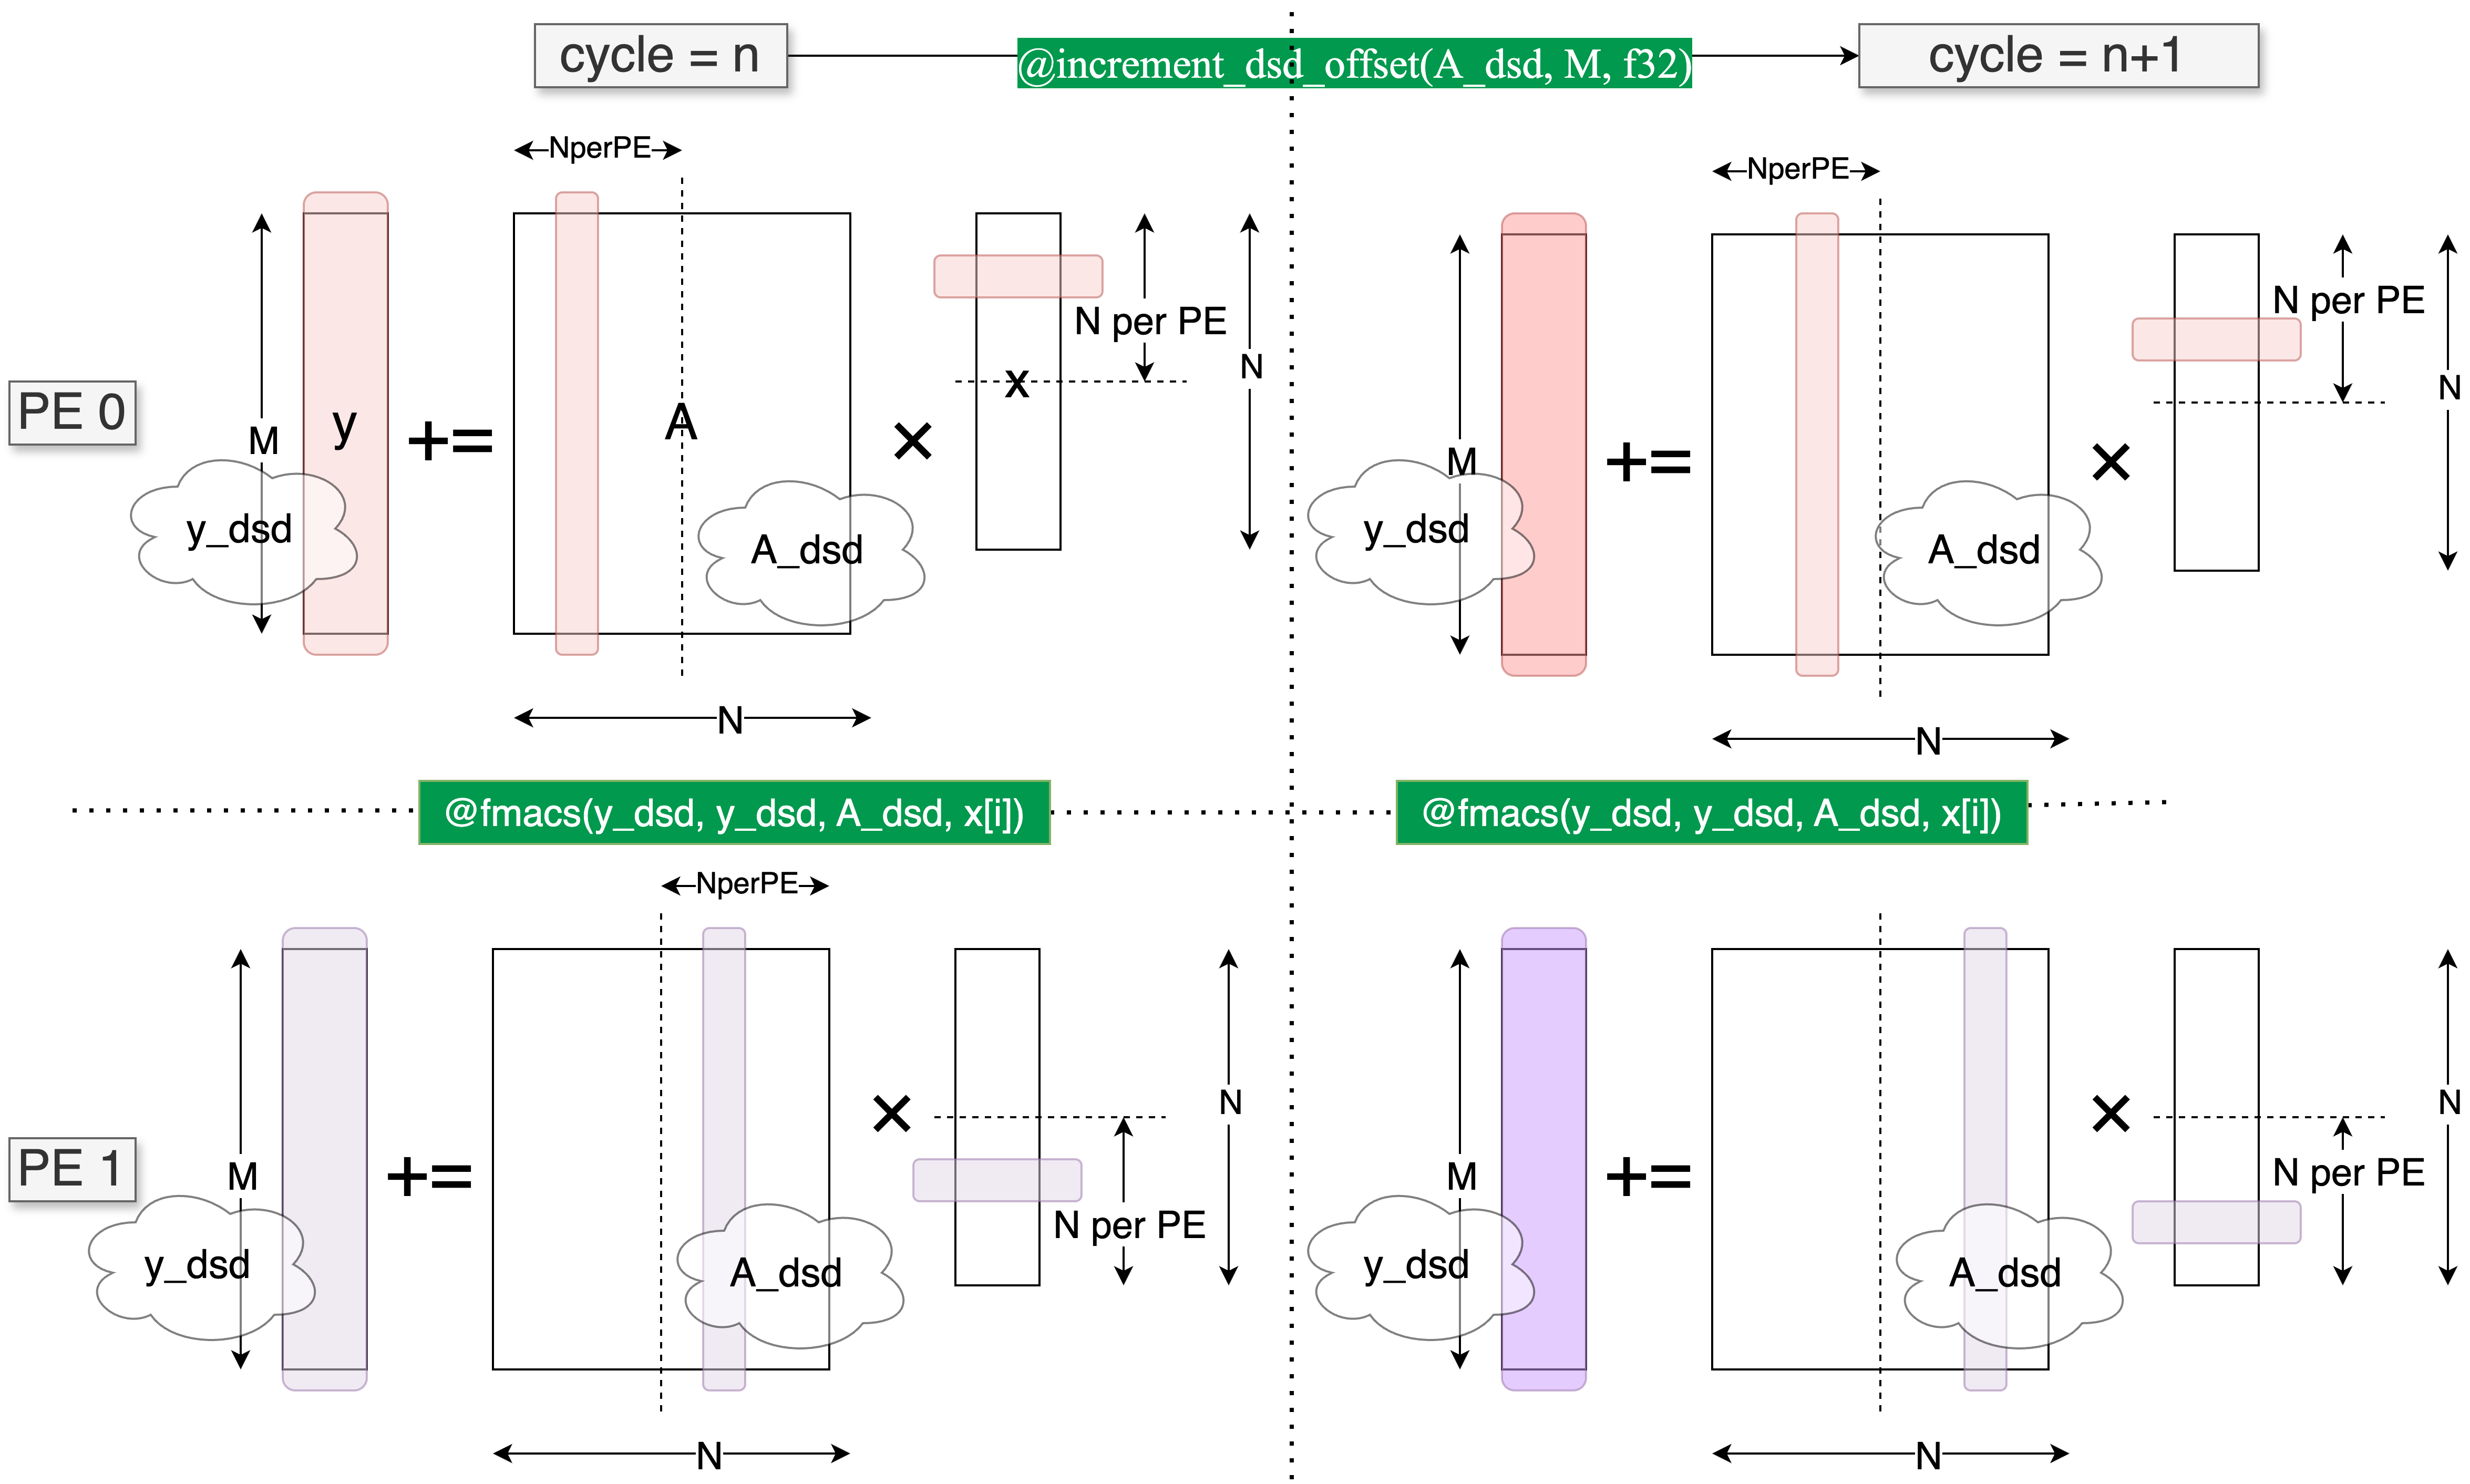 cycle = n
@increment_dsd_offset(A_dsd, M, f32)
cycle = n+1
NperPE
NperPE
PE 0
M
y
y_dsd
+=
A
A_dsd
×
x
N per PE
N
N
M
y_dsd
+=
A_dsd
×
N per PE
N
N
@fmacs(y_dsd, y_dsd, A_dsd, x[i])
@fmacs(y_dsd, y_dsd, A_dsd, x[i])
NperPE
PE 1
M
y_dsd
+=
A_dsd
×
N per PE
N
N
M
y_dsd
+=
A_dsd
×
N per PE
N
N